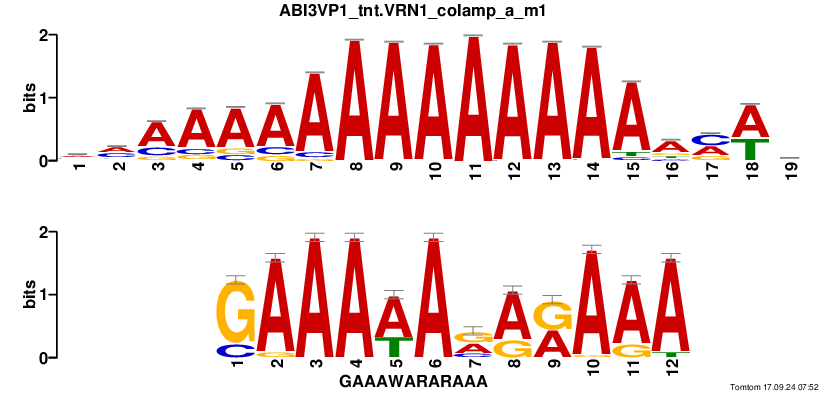 ABI3VP1_tnt.VRN1_colamp_a_m1
2
bits
1
0
1 2 3 4 5 6 7 8 9 10 11 12 13 14 15 16 17 18 19
2
bits
1
0
1 2 3 4 5 6 7 8 9 10 11 12
GAAAWARARAAA
Tomtom 17.09.24 07:52